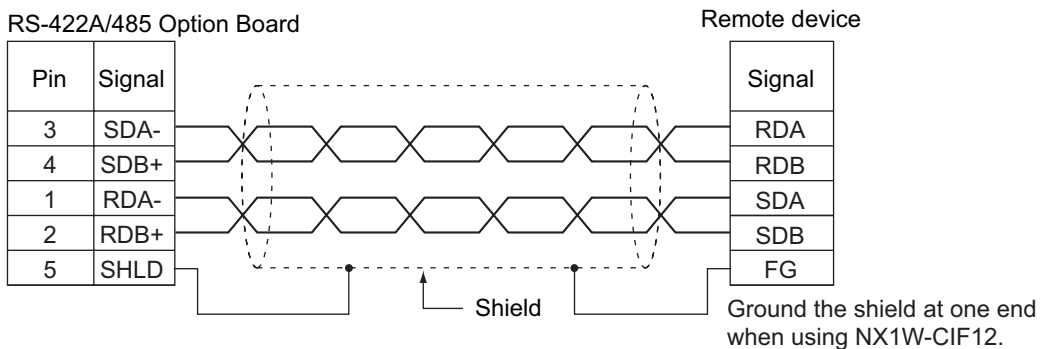 RS-422A/485 Option Board
Remote device
Pin Signal
Signal
3 SDA-
RDA
4 SDB+
RDB
1 RDA-
SDA
2 RDB+
SDB
5 SHLD
FG
Shield
Ground the shield at one end
when using NX1W-CIF12.